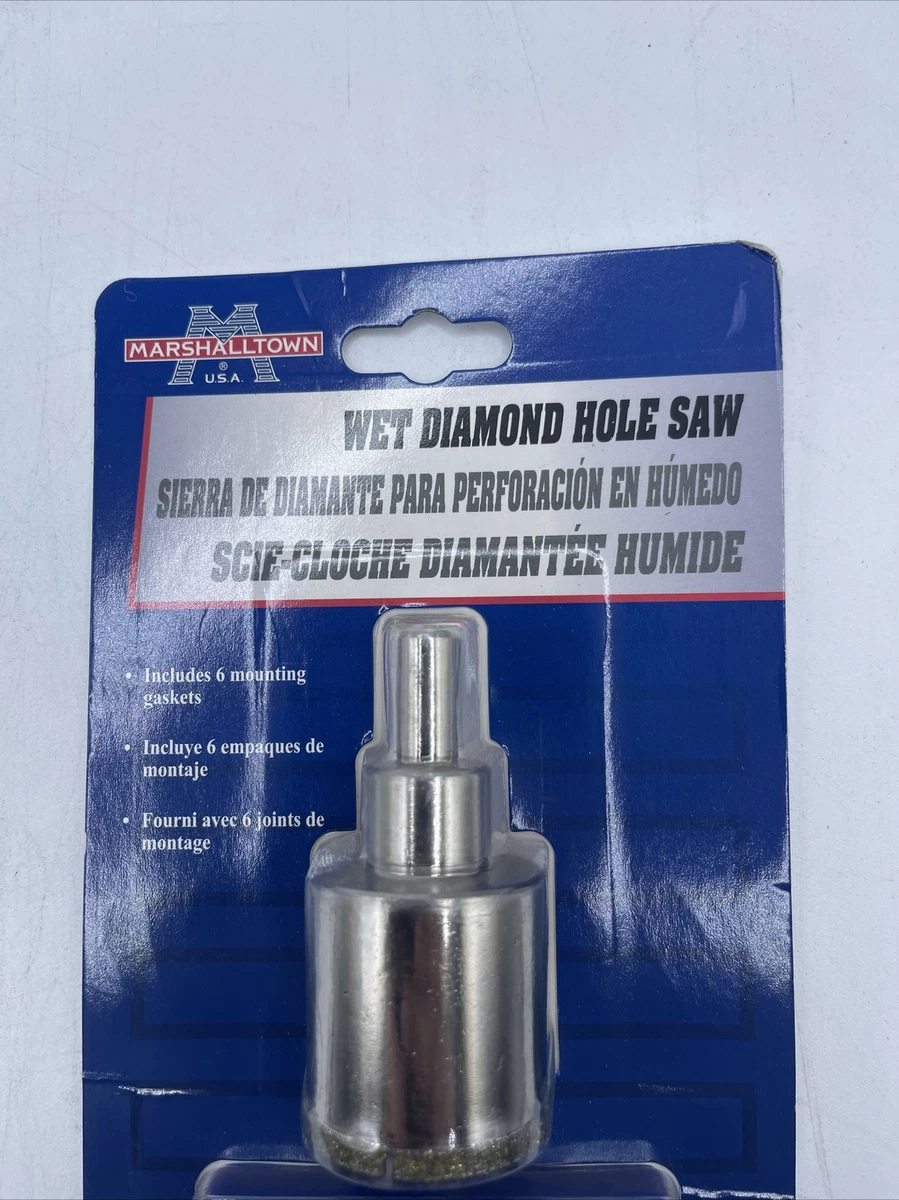 M
MARSHALLTOWN
®
U.S.A.
WET DIAMOND HOLE SAW
SIERRA DE DIAMANTE PARA PERFORACIÓN EN HÚMEDO
SCIE-CLOCHE DIAMANTÉE HUMIDE
• Includes 6 mounting
gaskets
• Incluye 6 empaques de
montaje
• Fourni avec 6 joints de
montage